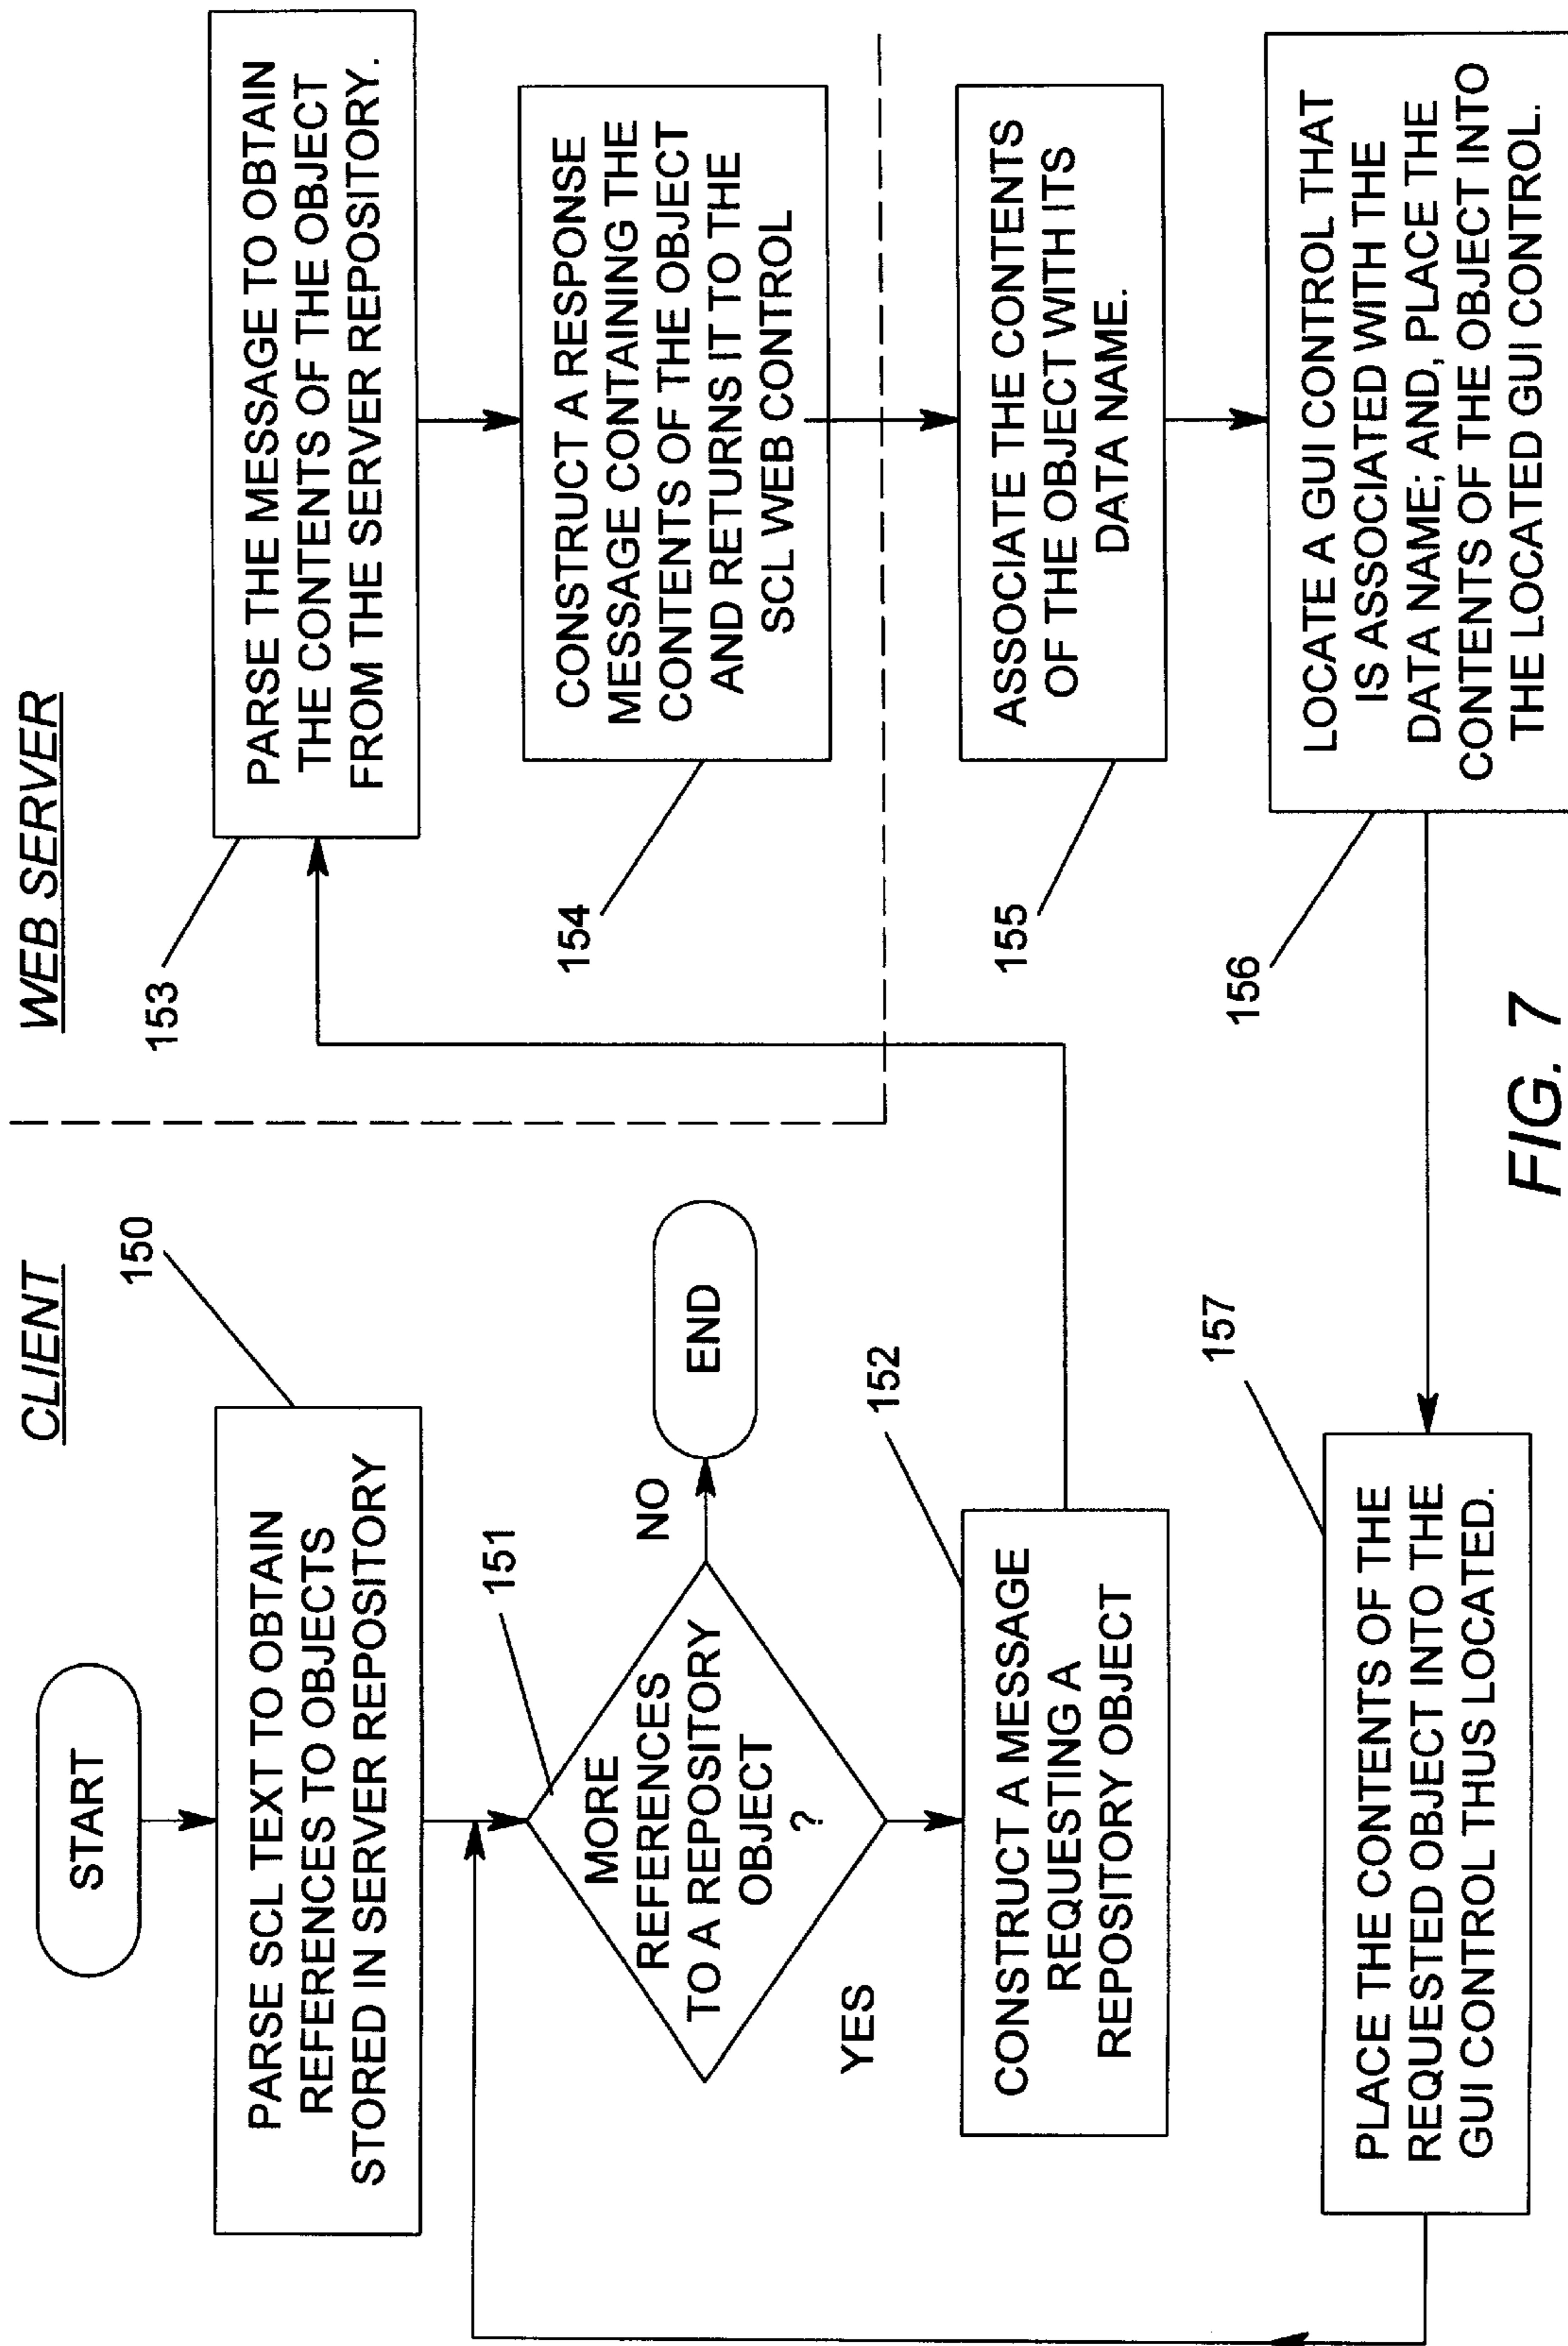 CLIENT
START
150
PARSE SCL TEXT TO OBTAIN
REFERENCES TO OBJECTS
STORED IN SERVER REPOSITORY
151
MORE
REFERENCES
TO A REPOSITORY
OBJECT
?
NO
END
YES
152
CONSTRUCT A MESSAGE
REQUESTING A
REPOSITORY OBJECT
WEB SERVER
153
PARSE THE MESSAGE TO OBTAIN
THE CONTENTS OF THE OBJECT
FROM THE SERVER REPOSITORY.
154
CONSTRUCT A RESPONSE
MESSAGE CONTAINING THE
CONTENTS OF THE OBJECT
AND RETURNS IT TO THE
SCL WEB CONTROL
155
ASSOCIATE THE CONTENTS
OF THE OBJECT WITH ITS
DATA NAME.
156
LOCATE A GUI CONTROL THAT
IS ASSOCIATED WITH THE
DATA NAME; AND, PLACE THE
CONTENTS OF THE OBJECT INTO
THE LOCATED GUI CONTROL.
157
PLACE THE CONTENTS OF THE
REQUESTED OBJECT INTO THE
GUI CONTROL THUS LOCATED.
FIG. 7